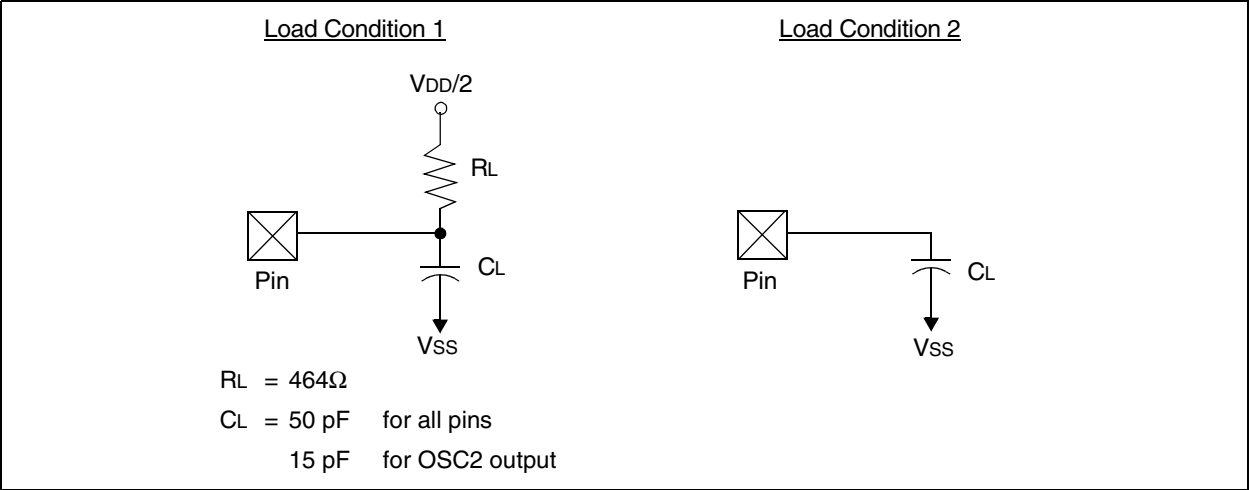 Load Condition 1
Load Condition 2
VDD/2
RL
Pin
CL
VSS
Pin
CL
VSS
RL = 464Ω
CL = 50 pF for all pins
15 pF for OSC2 output